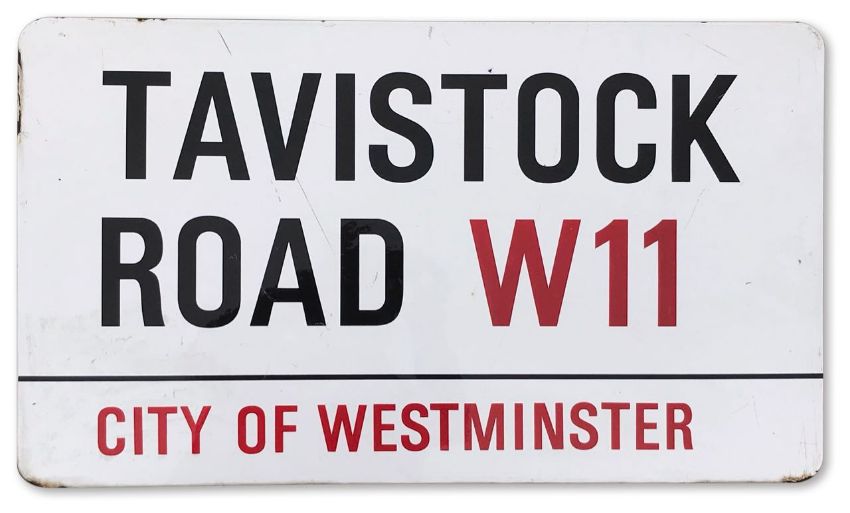 TAVISTOCK
ROAD W11
CITY OF WESTMINSTER